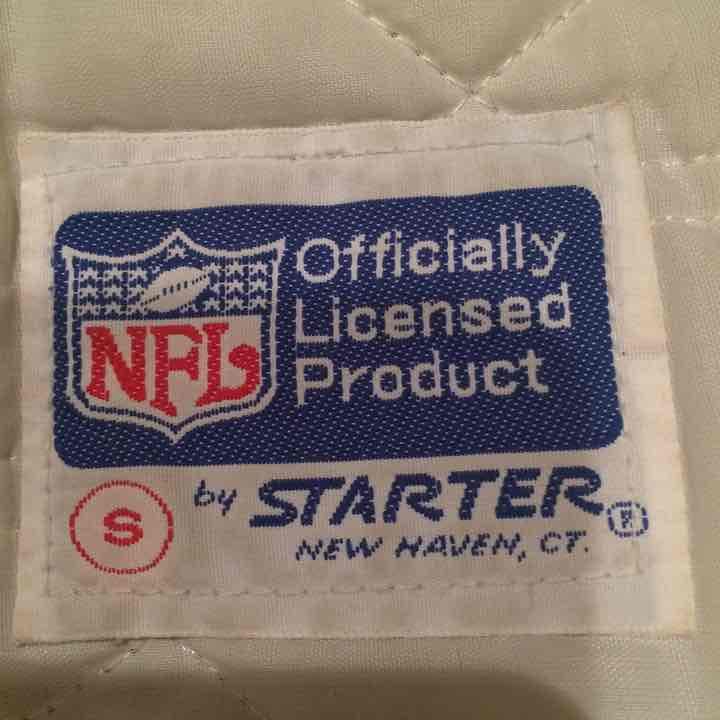 NFL
Officially
Licensed
Product
S
by STARTER®
NEW HAVEN, CT.